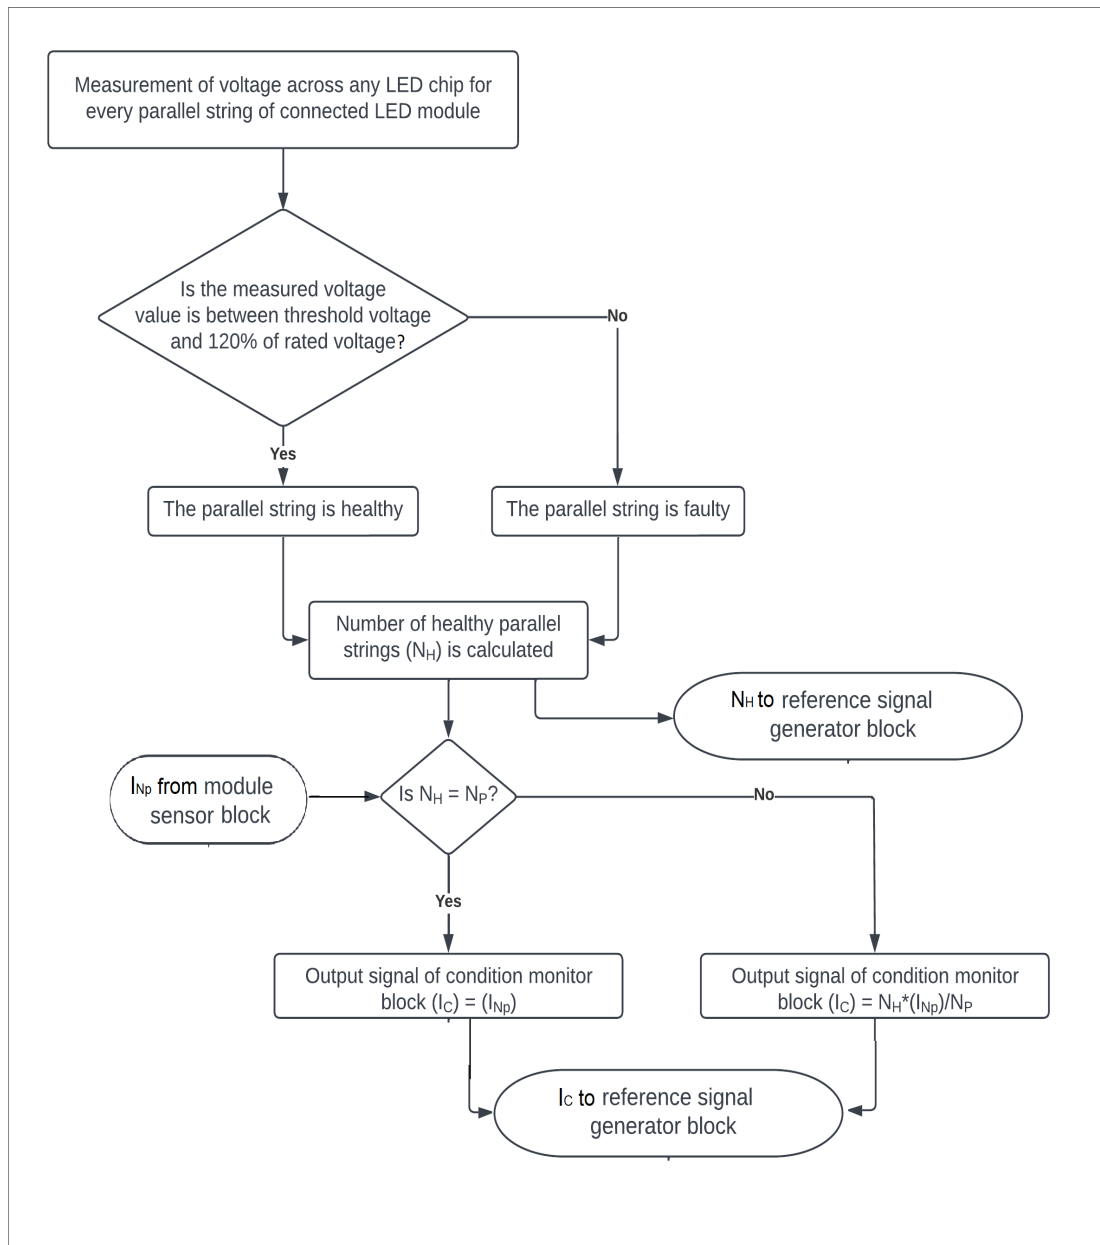 Measurement of voltage across any LED chip for
every parallel string of connected LED module
Is the measured voltage
value is between threshold voltage
and 120% of rated voltage?
No
Yes
The parallel string is healthy
The parallel string is faulty
Number of healthy parallel
strings (NH) is calculated
NH to reference signal
generator block
INp from module
sensor block
Is NH = NP?
No
Yes
Output signal of condition monitor
block (IC) = (INp)
Output signal of condition monitor
block (IC) = NH*(INp)/NP
IC to reference signal
generator block